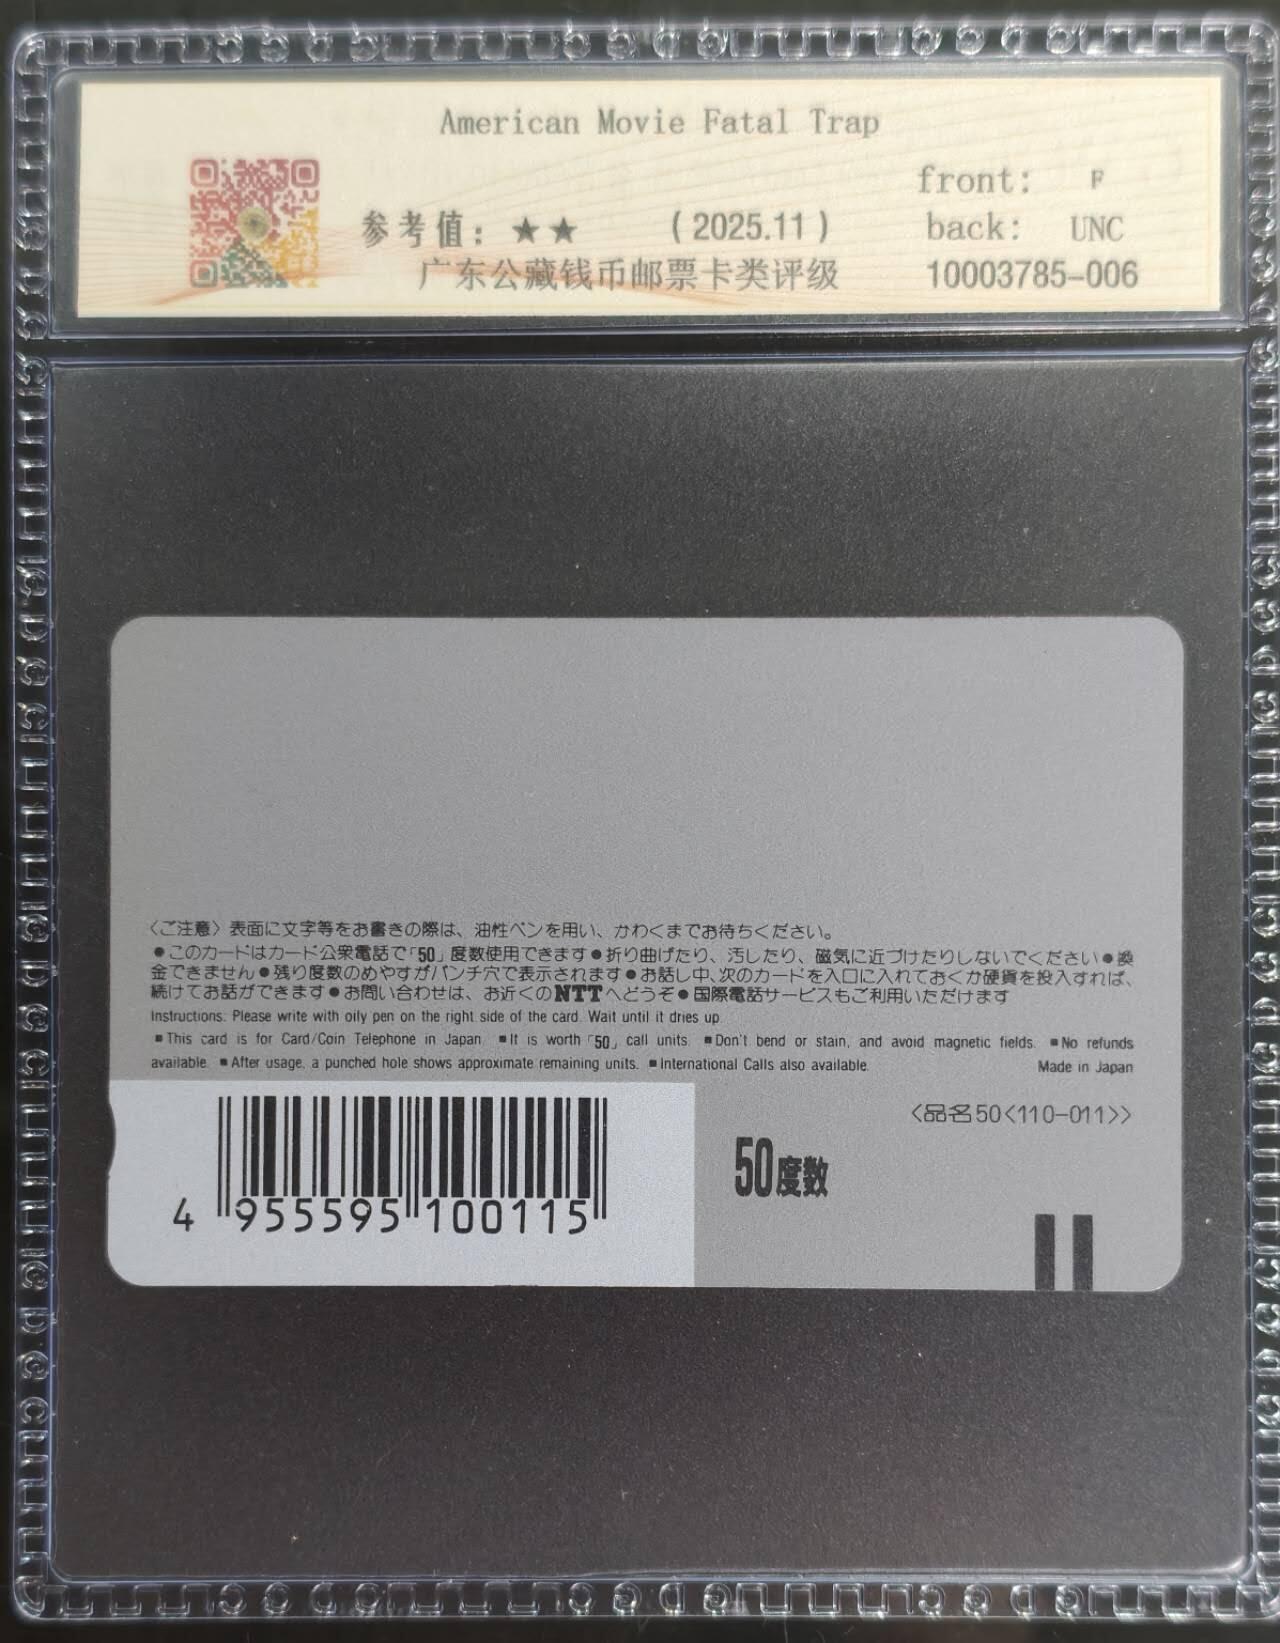 American Movie Fatal Trap
front: F
参考值：★★ （2025.11） back: UNC
广东公藏钱币邮票卡类评级 10003785-006
〈ご注意〉表面に文字等をお書きの際は、油性ペンを用い、かわくまでお待ちください。
●このカードはカード公衆電話で「50」度数使用できます●折り曲げたり、汚したり、磁気に近づけたりしないでください●換
金できません●残り度数のめやすがパンチ穴で表示されます●お話し中、次のカードを入口に入れておくか硬貨を投入すれば、
続けてお話ができます●お問い合わせは、お近くのNTTへどうぞ●国際電話サービスもご利用いただけます
Instructions: Please write with oily pen on the right side of the card. Wait until it dries up.
■This card is for Card/Coin Telephone in Japan. ■It is worth「50」call units. ■Don't bend or stain, and avoid magnetic fields. ■No refunds
available. ■After usage, a punched hole shows approximate remaining units. ■International Calls also available. Made in Japan
〈品名50〈110-011〉〉
50度数
4 955595 100115